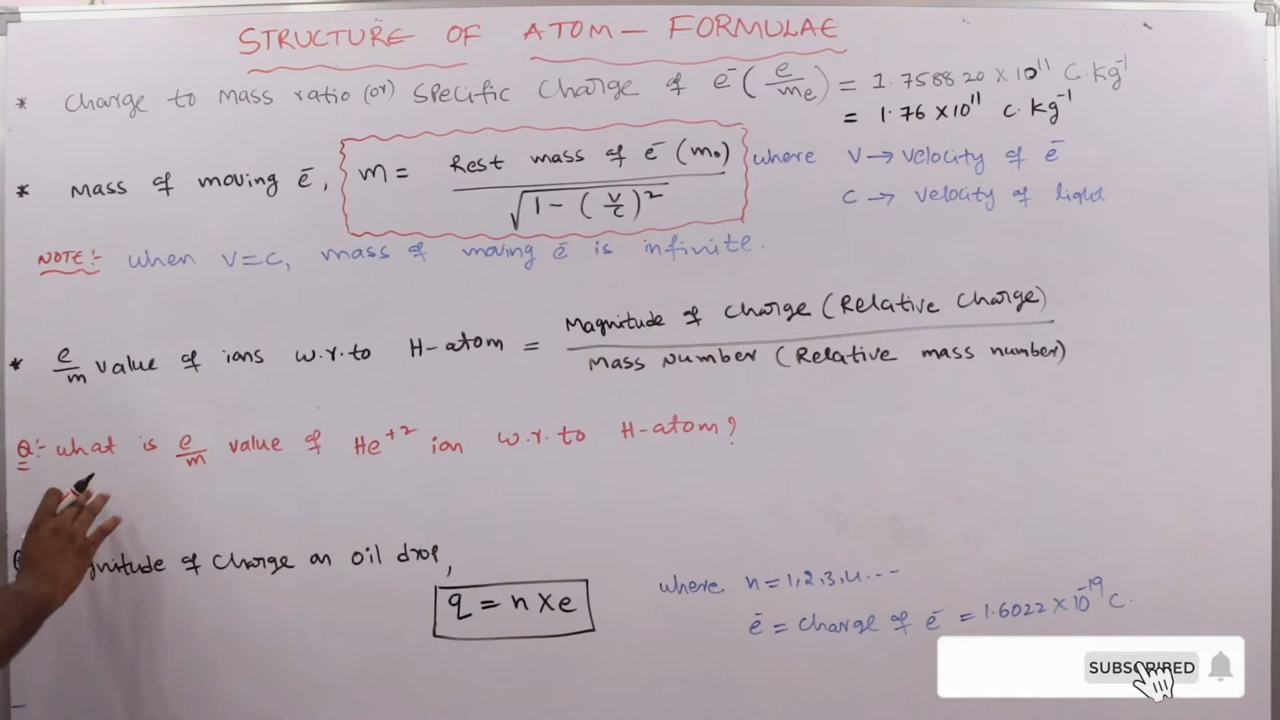 STRUCTURE OF ATOM - FORMULAE
* Charge to mass ratio (or) Specific Charge of e⁻ (e/me) = 1.758820 × 10¹¹ C.kg⁻¹
= 1.76 × 10¹¹ C.kg⁻¹
* Mass of moving e⁻, m = Rest mass of e⁻ (m₀) / √1 - (v/c)² where v → velocity of e⁻
c → velocity of light
NOTE:- when v=c, mass of moving e⁻ is infinite.
* e/m value of ions w.r.to H-atom = Magnitude of charge (Relative Charge) / Mass Number (Relative mass number)
Q:- what is e/m value of He⁺² ion w.r.to H-atom?
of Charge on oil drop,
q = n × e
where n = 1, 2, 3, 4 ---
e⁻ = charge of e⁻ = 1.6022 × 10⁻¹⁹ C.
SUBSCRIBED